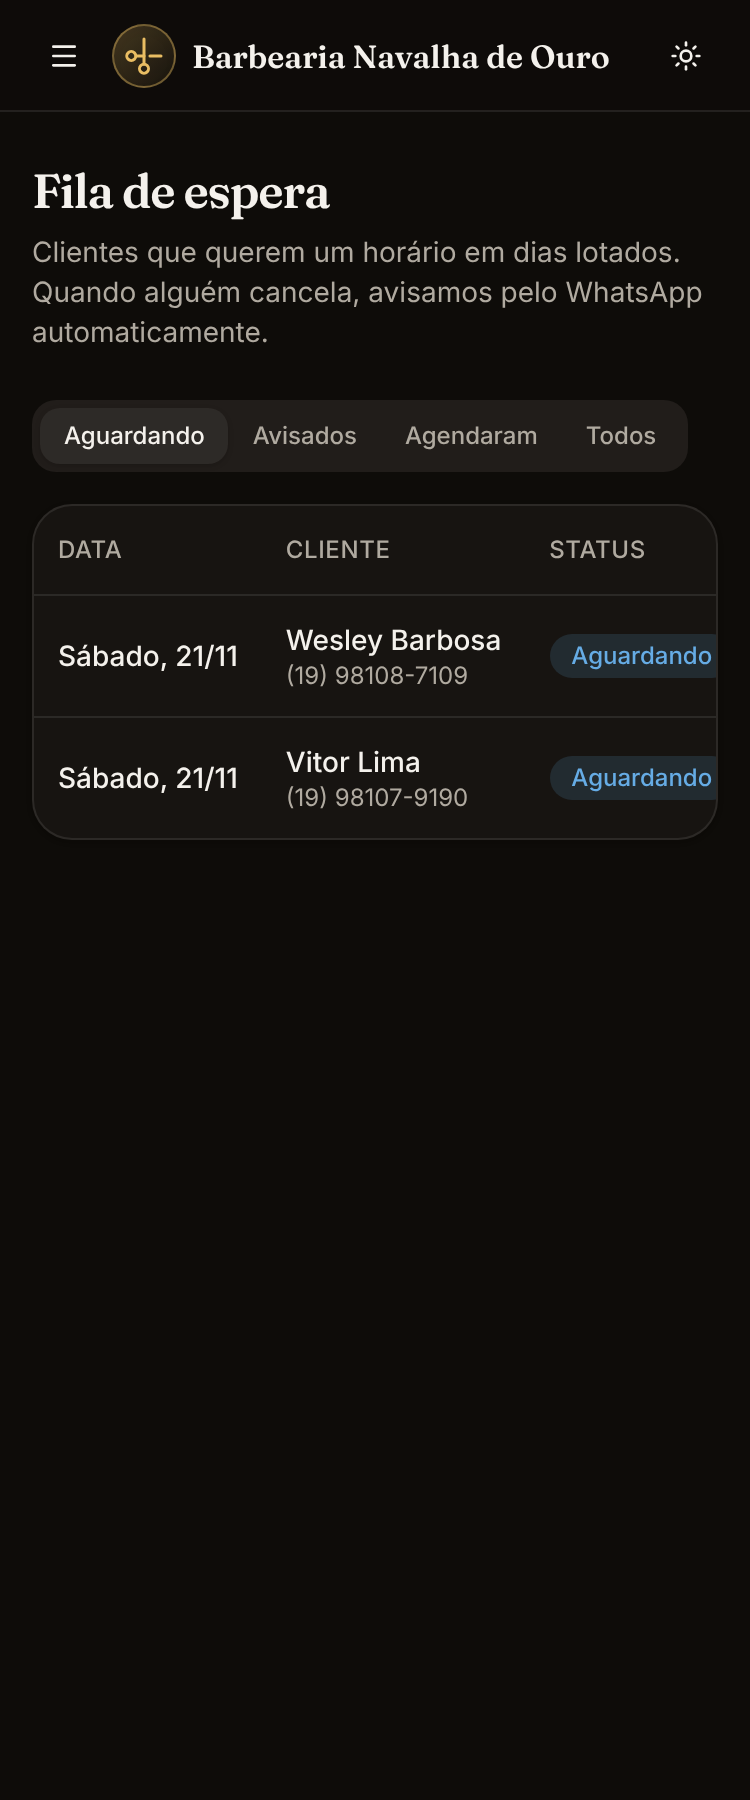 Barbearia Navalha de Ouro
Fila de espera
Clientes que querem um horário em dias lotados.
Quando alguém cancela, avisamos pelo WhatsApp
automaticamente.
Aguardando Avisados Agendaram Todos
DATA CLIENTE STATUS
Sábado, 21/11 Wesley Barbosa Aguardando
(19) 98108-7109
Sábado, 21/11 Vitor Lima Aguardando
(19) 98107-9190